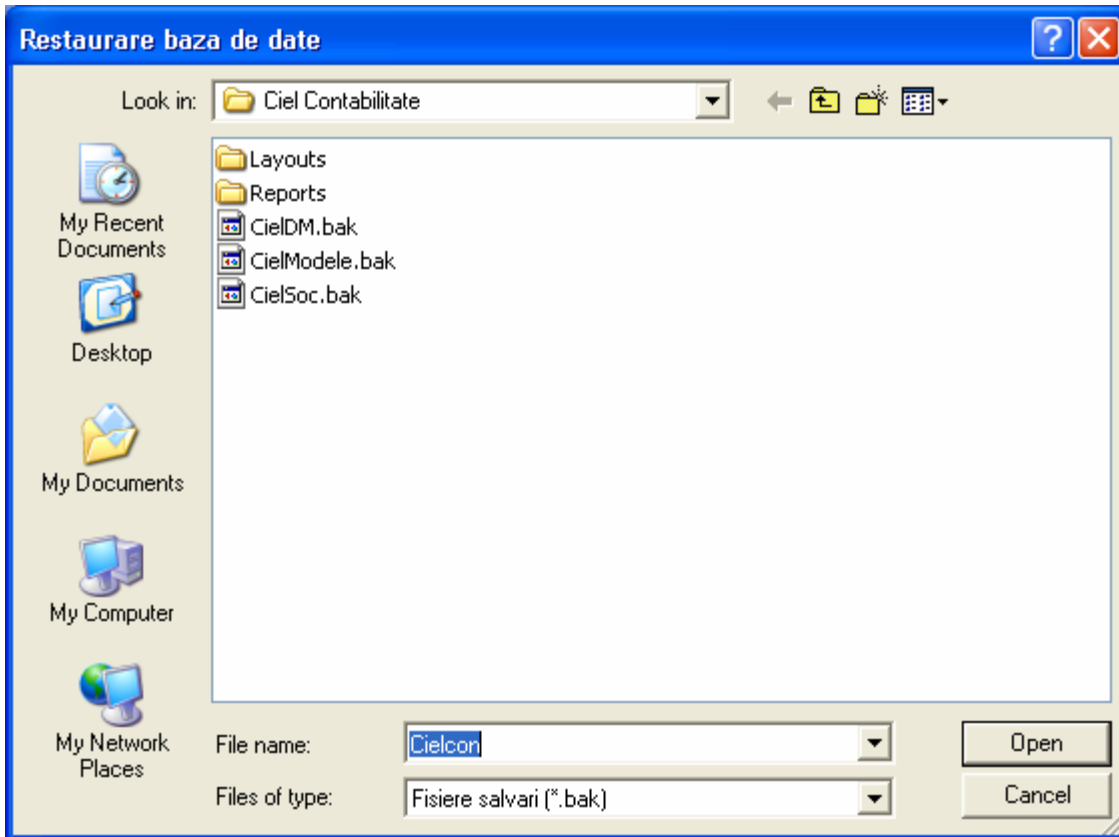 Restaurare baza de date
?
Look in:
Ciel Contabilitate
Layouts
Reports
CielDM.bak
CielModele.bak
CielSoc.bak
My Recent
Documents
Desktop
My Documents
My Computer
My Network
Places
File name:
Cielcon
Open
Files of type:
Fisiere salvari (*.bak)
Cancel